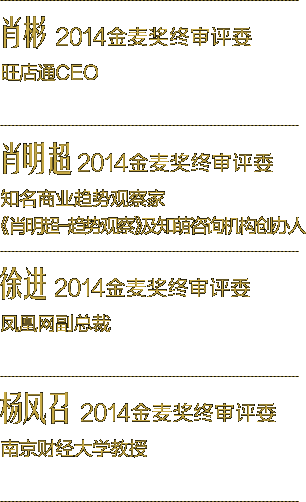 肖彬 2014金麦奖终审评委
旺店通CEO
肖明超 2014金麦奖终审评委
知名商业趋势观察家
《肖明超-趋势观察》及知萌咨询机构创办人
徐进 2014金麦奖终审评委
凤凰网副总裁
杨凤召 2014金麦奖终审评委
南京财经大学教授